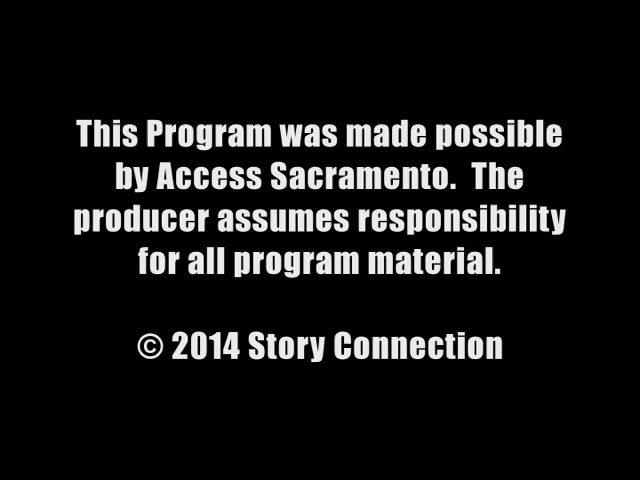 This Program was made possible
by Access Sacramento.  The
producer assumes responsibility
for all program material.
© 2014 Story Connection